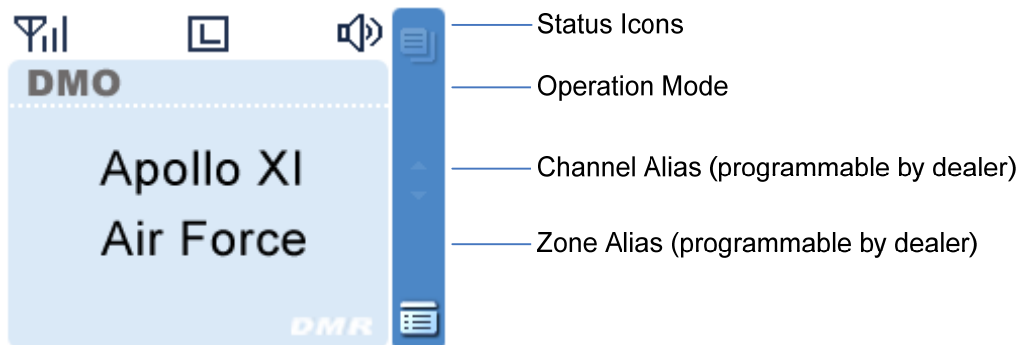 L
Status Icons
DMO
Operation Mode
Apollo XI
Channel Alias (programmable by dealer)
Air Force
Zone Alias (programmable by dealer)
DMR